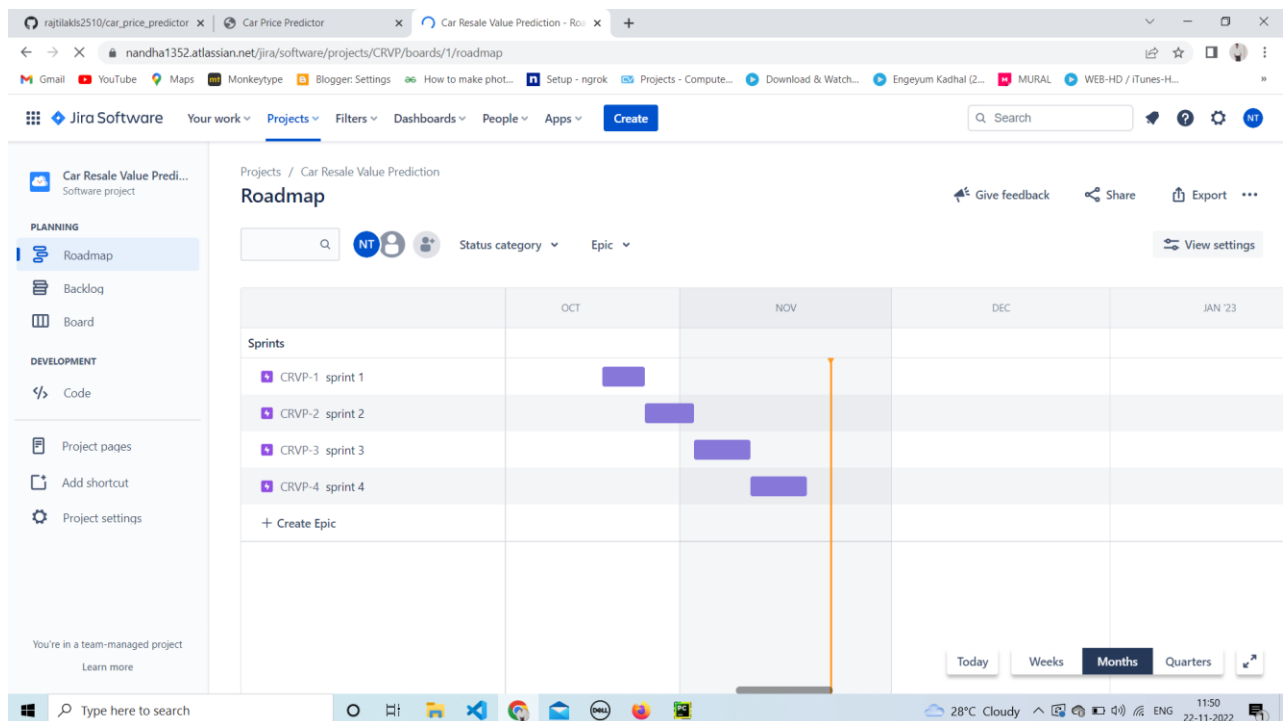 rajtilakls2510/car_price_predictor Car Price Predictor Car Resale Value Prediction - Roa
nandha1352.atlassian.net/jira/software/projects/CRVP/boards/1/roadmap
Gmail YouTube Maps mt Monkeytype Blogger: Settings How to make phot... Setup - ngrok Projects - Compute... Download & Watch... Engeyum Kadhal (2... MURAL WEB-HD / iTunes-H... »
Jira Software Your work Projects Filters Dashboards People Apps Create Search NT
Car Resale Value Predi...
Software project
Projects / Car Resale Value Prediction
Roadmap
Give feedback Share Export
PLANNING
Roadmap
Backlog
Board
DEVELOPMENT
Code
Project pages
Add shortcut
Project settings
You're in a team-managed project
Learn more
NT Status category Epic View settings
OCT NOV DEC JAN '23
Sprints
CRVP-1 sprint 1
CRVP-2 sprint 2
CRVP-3 sprint 3
CRVP-4 sprint 4
+ Create Epic
Today Weeks Months Quarters
Type here to search DELL PC 28°C Cloudy ENG 11:50
22-11-2022